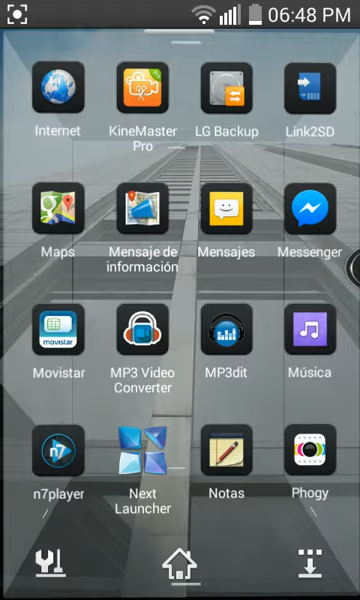 06:48 PM
Internet
KineMaster Pro
LG Backup
Link2SD
Maps
Mensaje de información
Mensajes
Messenger
movistar
Movistar
MP3 Video Converter
MP3dit
Música
n7
n7player
Next Launcher
Notas
Phogy